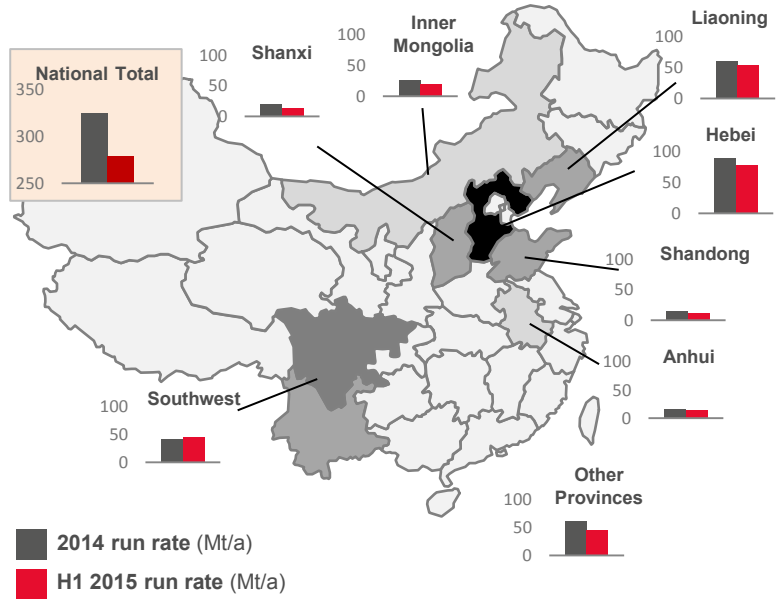 National Total
350
300
250
Shanxi
100
50
0
Inner
Mongolia
100
50
0
Liaoning
100
50
0
Hebei
100
50
0
Shandong
100
50
0
Anhui
100
50
0
Southwest
100
50
0
Other
Provinces
100
50
0
2014 run rate (Mt/a)
H1 2015 run rate (Mt/a)